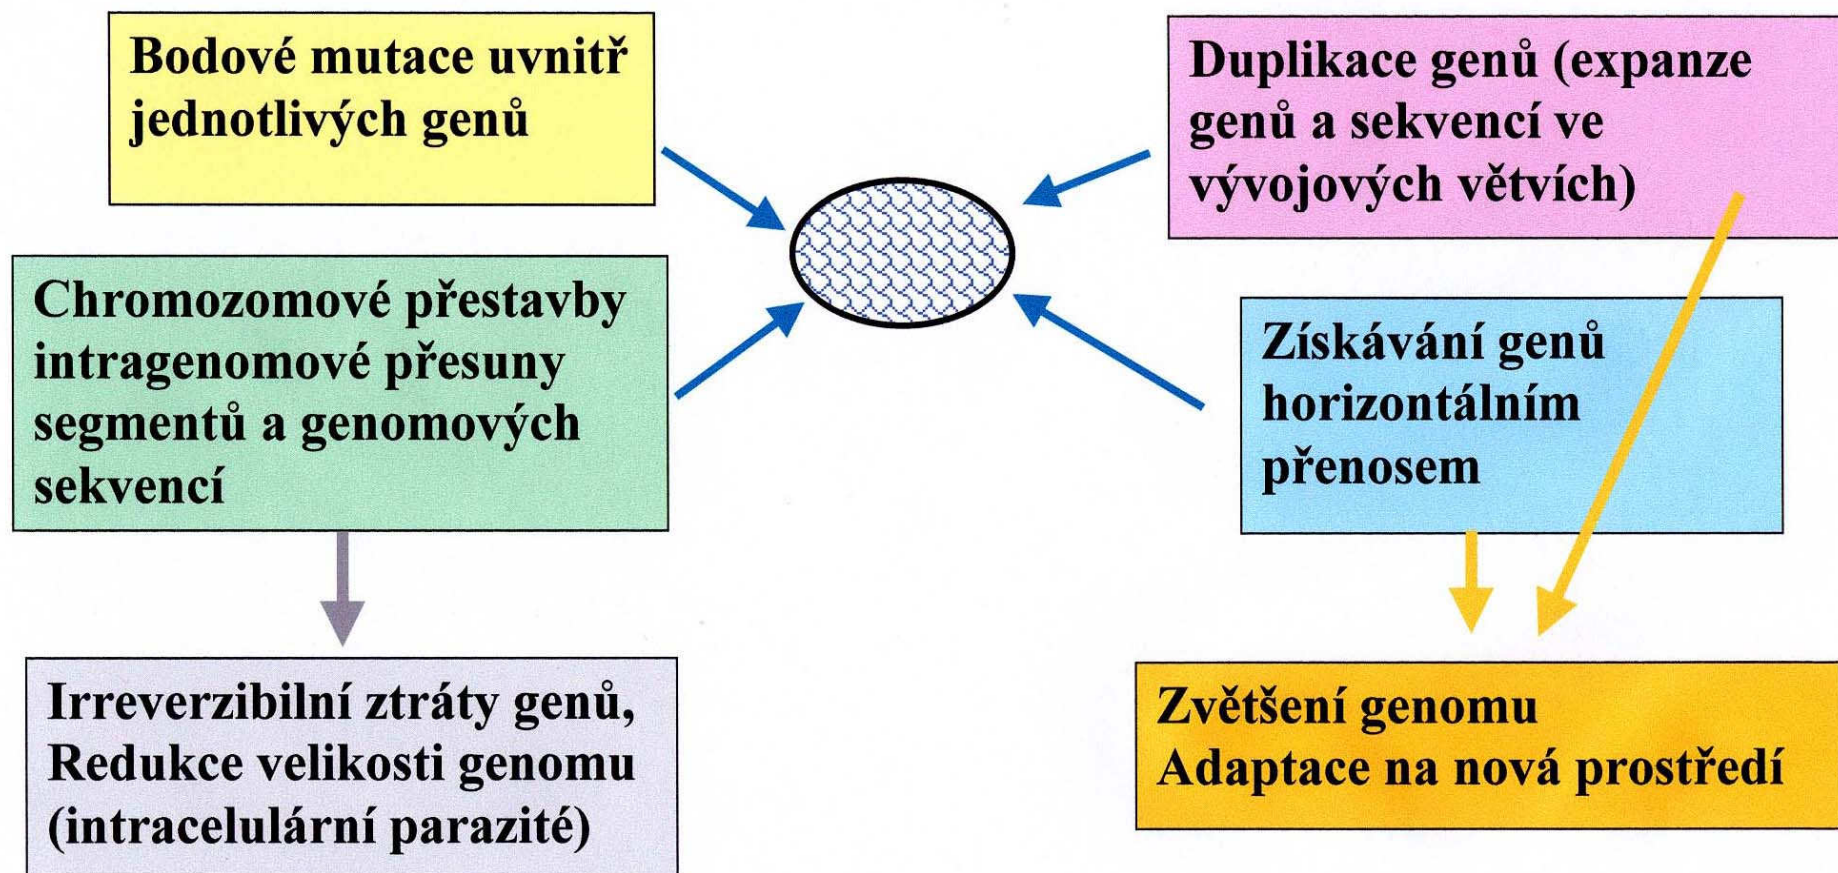 Bodové mutace uvnitř
jednotlivých genů
Duplikace genů (expanze
genů a sekvencí ve
vývojových větvích)
Chromozomové přestavby
intragenomové přesuny
segmentů a genomových
sekvencí
Získávání genů
horizontálním
přenosem
Irreverzibilní ztráty genů,
Redukce velikosti genomu
(intracelulární parazité)
Zvětšení genomu
Adaptace na nová prostředí